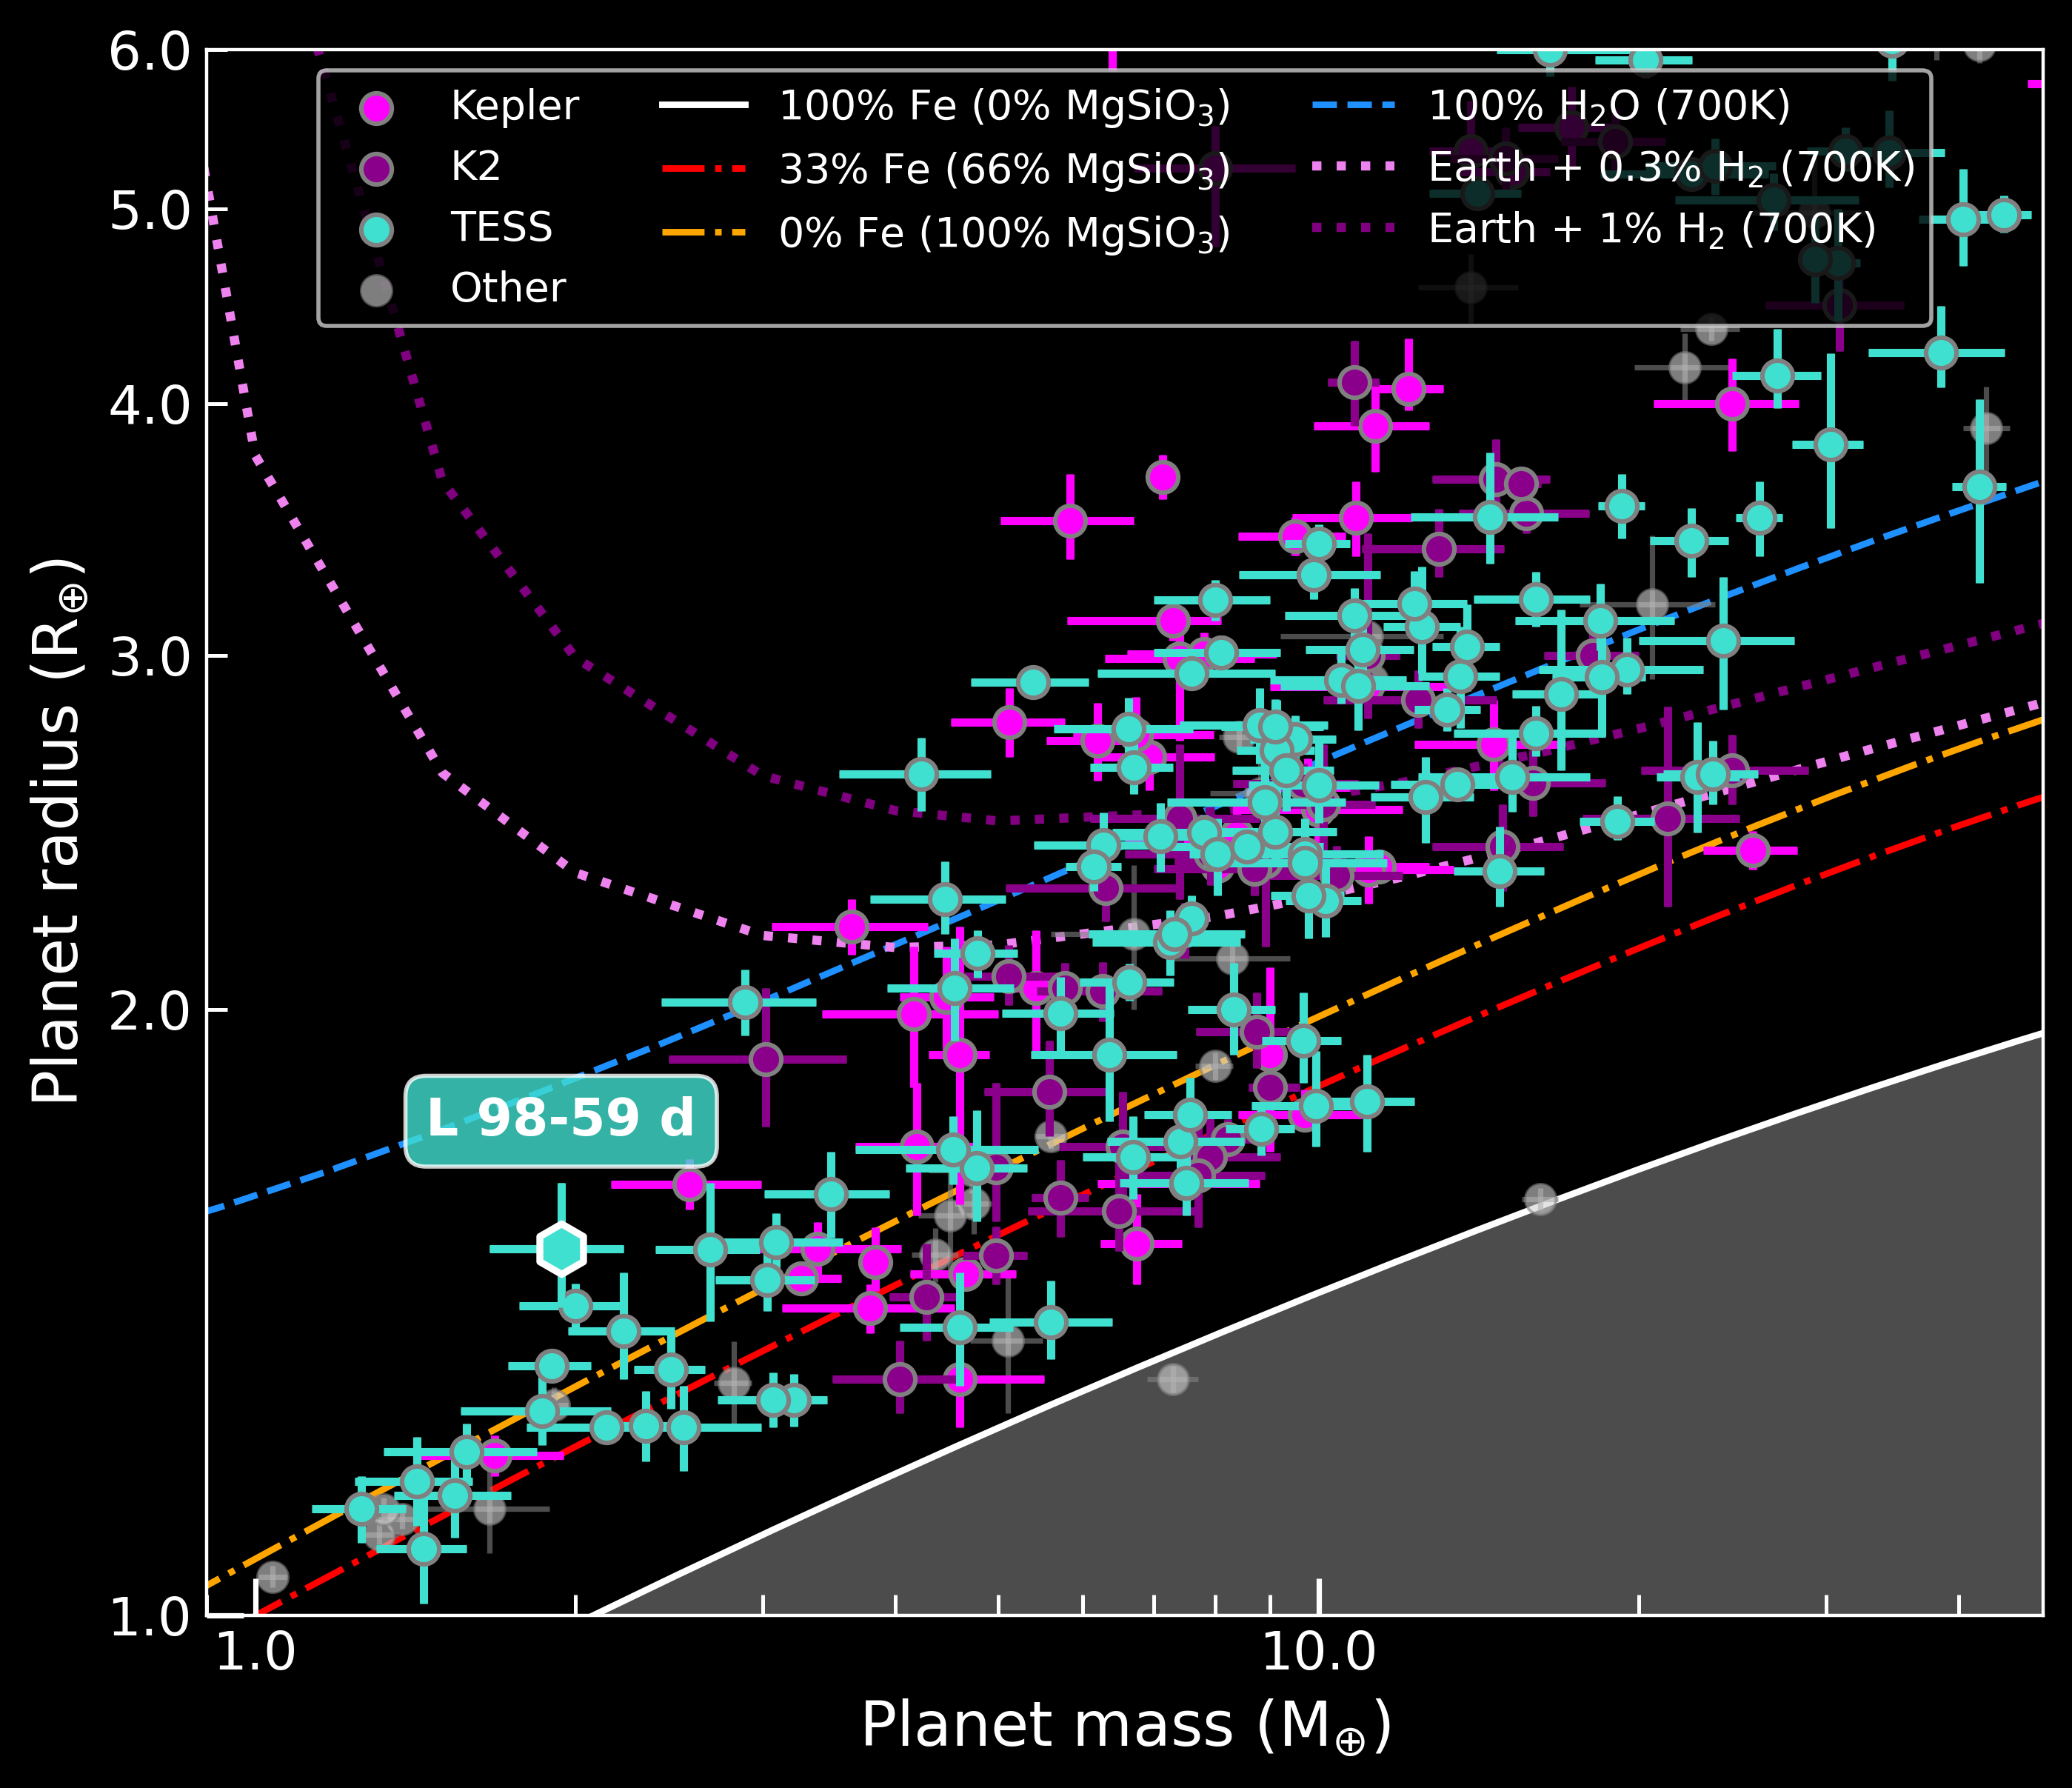 6.0
5.0
4.0
3.0
2.0
1.0
Planet radius (R⊕)
Kepler
K2
TESS
Other
100% Fe (0% MgSiO₃)
33% Fe (66% MgSiO₃)
0% Fe (100% MgSiO₃)
100% H₂O (700K)
Earth + 0.3% H₂ (700K)
Earth + 1% H₂ (700K)
L 98-59 d
1.0
10.0
Planet mass (M⊕)